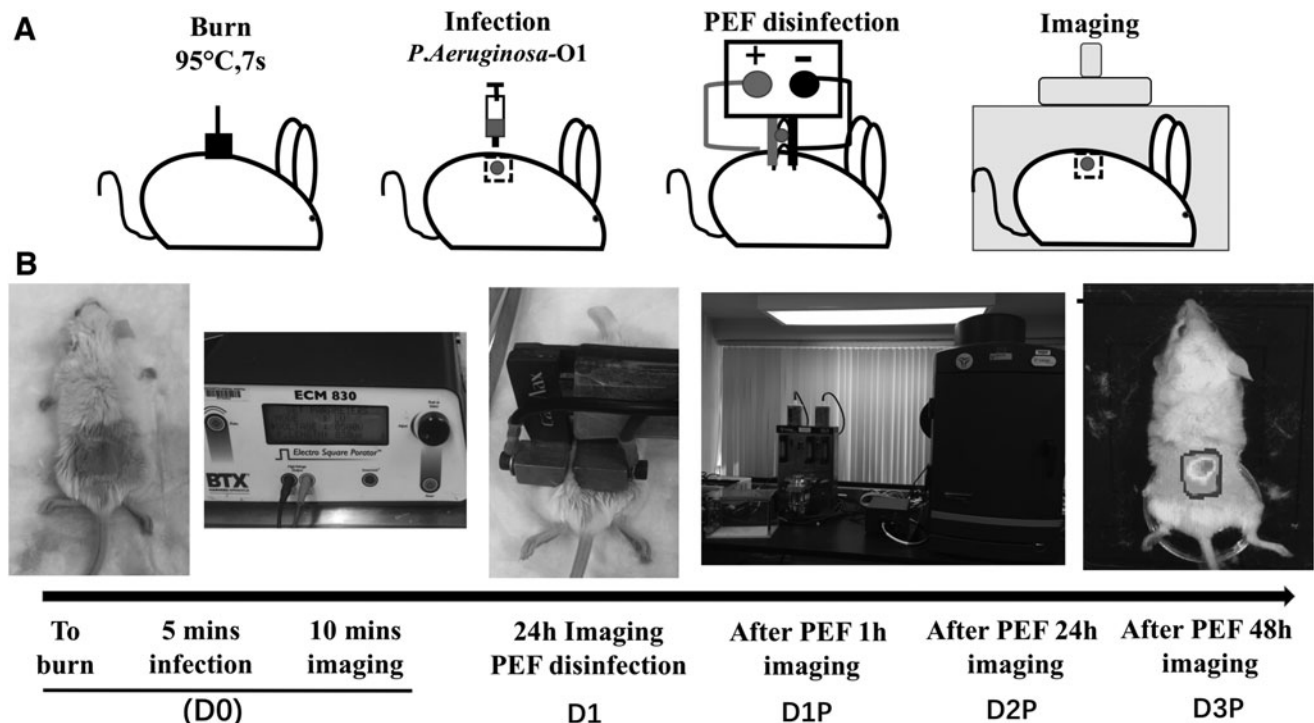 A
Burn
95°C,7s
Infection
P.Aeruginosa-O1
PEF disinfection
+ -
Imaging
B
ECM 830
Electro Square Porator™
BTX
To
burn
5 mins
infection
10 mins
imaging
(D0)
24h Imaging
PEF disinfection
D1
After PEF 1h
imaging
D1P
After PEF 24h
imaging
D2P
After PEF 48h
imaging
D3P